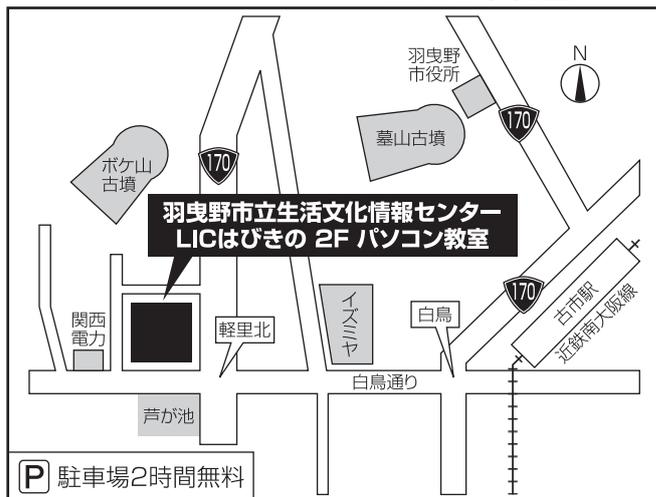 羽曳野
市役所
N
170
墓山古墳
ボケ山
古墳
170
羽曳野市立生活文化情報センター
LICはびきの 2F パソコン教室
170
古市駅
近鉄南大阪線
イズミヤ
白鳥
関西
電力
軽里北
白鳥通り
芦が池
P 駐車場2時間無料